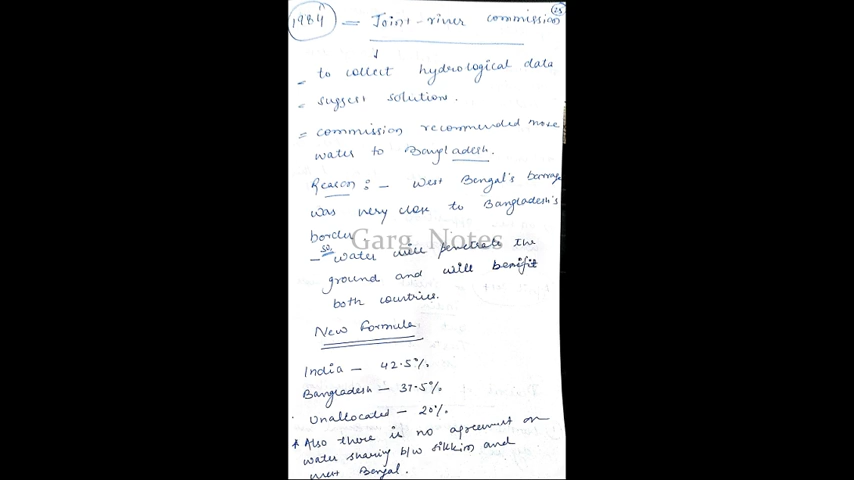 25
1984 = Joint-river commission
- to collect hydrological data
= suggest solution.
= commission recommended more
water to Bangladesh.
Reason :- West Bengal's barrage
was very close to Bangladesh's
border.
Garg Notes
- so, water will penetrate the
ground and will benifit
both countries.
New Formula
India - 42.5%
Bangladesh - 37.5%
Unallocated - 20%
* Also there is no agreement on
water sharing b/w sikkim and
west Bengal.